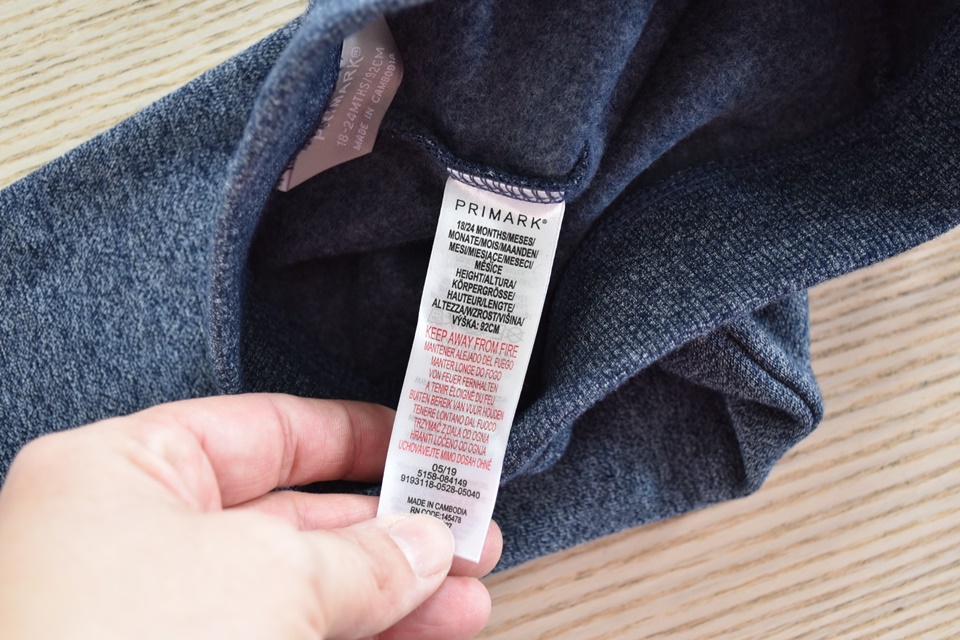 PRIMARK®
18-24MTHS/92CM
MADE IN CAMBODIA
PRIMARK®
18/24 MONTHS/MESES/
MONATE/MOIS/MAANDEN/
MESI/MIESIĄCE/MESECI/
MĚSÍCE
HEIGHT/ALTURA/
KÖRPERGRÖSSE/
HAUTEUR/LENGTE/
ALTEZZA/WZROST/VIŠINA/
VÝŠKA: 92CM
KEEP AWAY FROM FIRE
MANTENER ALEJADO DEL FUEGO
MANTER LONGE DO FOGO
VON FEUER FERNHALTEN
A TENIR ÉLOIGNÉ DU FEU
BUITEN BEREIK VAN VUUR HOUDEN
TENERE LONTANO DAL FUOCO
TRZYMAĆ Z DALA OD OGNIA
HRANITI LOČENO OD OGNJA
UCHOVÁVEJTE MIMO DOSAH OHNĚ
05/19
5158-084149
9193118-0528-05040
MADE IN CAMBODIA
RN CODE:145478